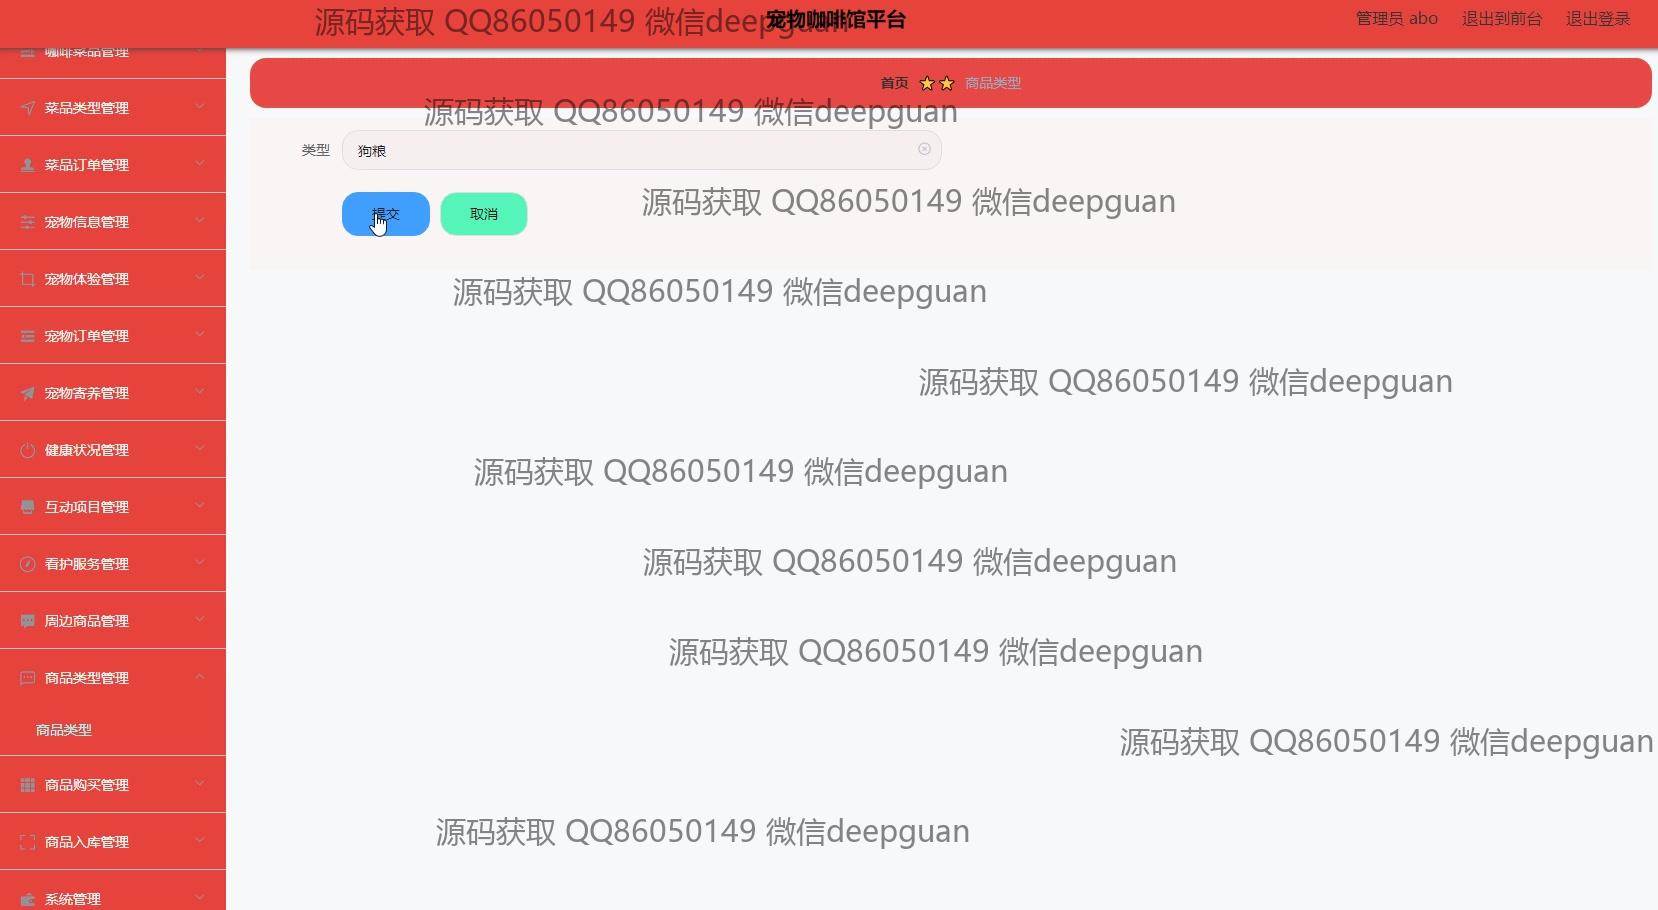 源码获取 QQ86050149 微信deepguan
宠物咖啡馆平台
管理员 abo
退出到前台
退出登录
咖啡菜品管理
菜品类型管理
菜品订单管理
宠物信息管理
宠物体验管理
宠物订单管理
宠物寄养管理
健康状况管理
互动项目管理
看护服务管理
周边商品管理
商品类型管理
商品类型
商品购买管理
商品入库管理
系统管理
首页
商品类型
源码获取 QQ86050149 微信deepguan
类型
狗粮
提交
取消
源码获取 QQ86050149 微信deepguan
源码获取 QQ86050149 微信deepguan
源码获取 QQ86050149 微信deepguan
源码获取 QQ86050149 微信deepguan
源码获取 QQ86050149 微信deepguan
源码获取 QQ86050149 微信deepguan
源码获取 QQ86050149 微信deepguan
源码获取 QQ86050149 微信deepguan